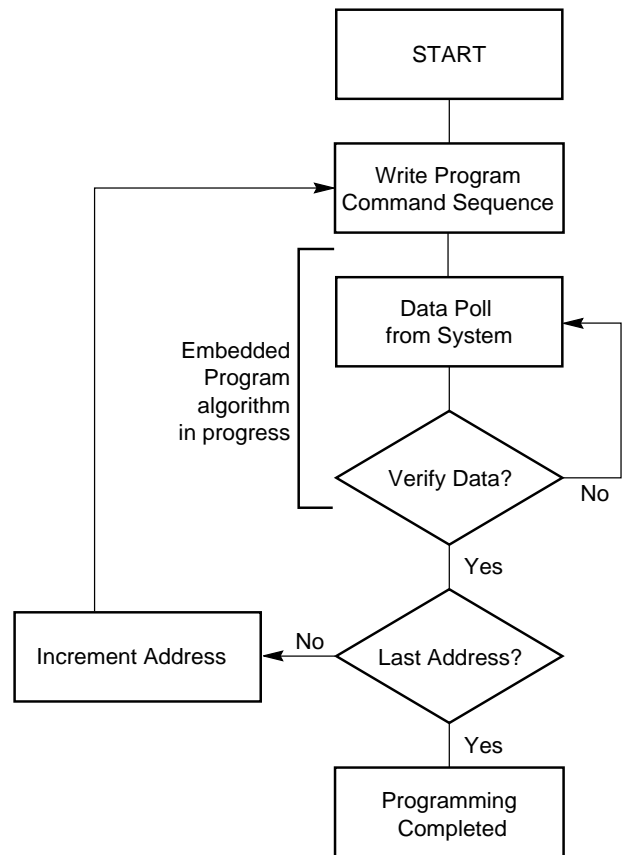 START
Write Program
Command Sequence
Data Poll
from System
Embedded
Program
algorithm
in progress
Verify Data?
No
Yes
Last Address?
No
Increment Address
Yes
Programming
Completed